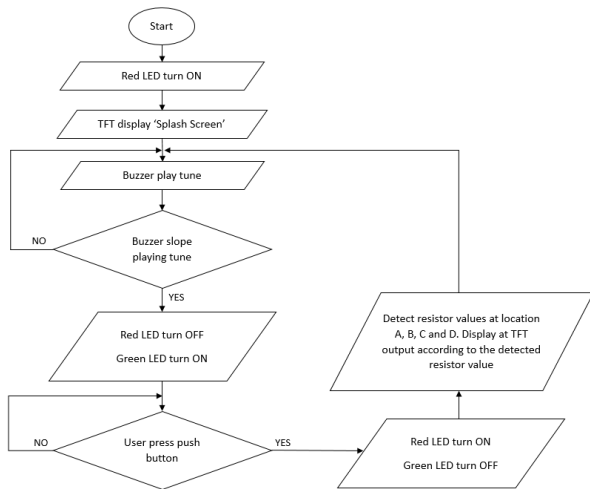 Start
Red LED turn ON
TFT display ‘Splash Screen’
Buzzer play tune
NO
Buzzer slope
playing tune
YES
Red LED turn OFF
Green LED turn ON
Detect resistor values at location
A, B, C and D. Display at TFT
output according to the detected
resistor value
NO
User press push
button
YES
Red LED turn ON
Green LED turn OFF